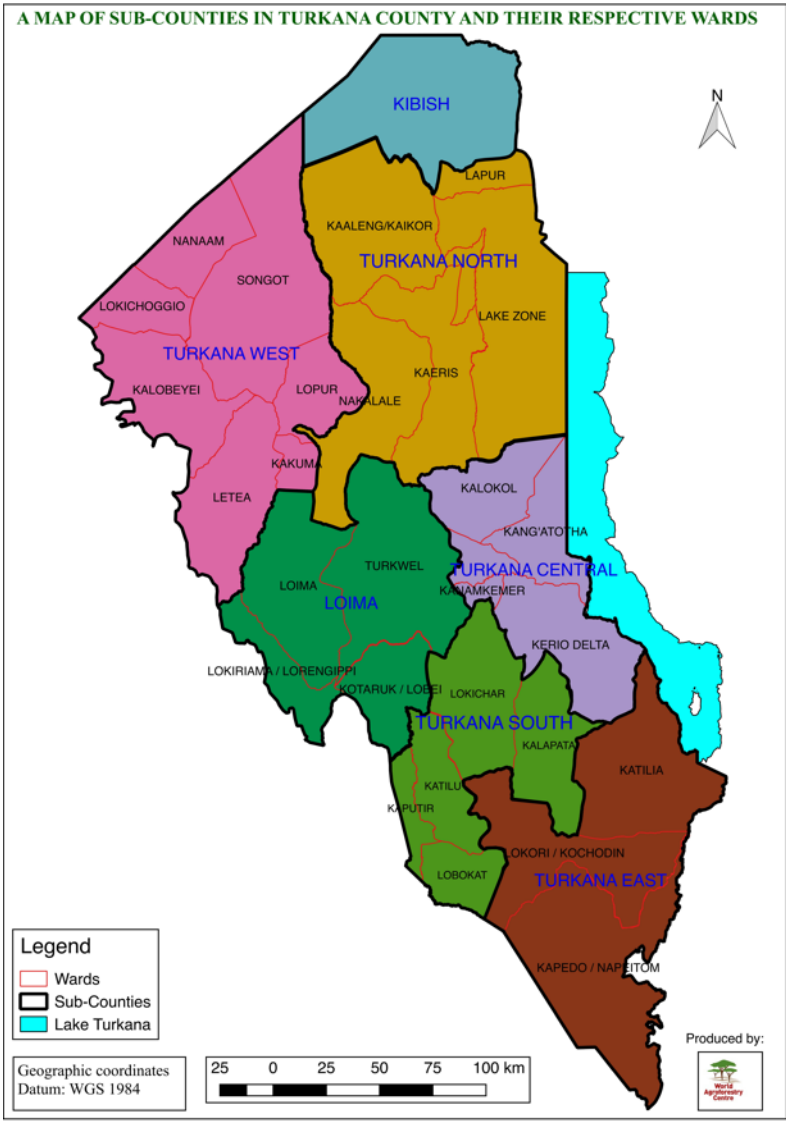 A MAP OF SUB-COUNTIES IN TURKANA COUNTY AND THEIR RESPECTIVE WARDS
N
KIBISH
LAPUR
KAALENG/KAIKOR
NANAAM
TURKANA NORTH
SONGOT
LOKICHOGGIO
LAKE ZONE
TURKANA WEST
KAERIS
KALOBEYEI
LOPUR
NAKALALE
KAKUMA
KALOKOL
LETEA
KANG'ATOTHA
TURKWEL
TURKANA CENTRAL
LOIMA
KANAMKEMER
LOIMA
KERIO DELTA
LOKIRIAMA / LORENGIPPI
KOTARUK / LOBEI
LOKICHAR
TURKANA SOUTH
KALAPATA
KATILIA
KATILU
KAPUTIR
LOKORI / KOCHODIN
LOBOKAT
TURKANA EAST
KAPEDO / NAPEITOM
Legend
Wards
Sub-Counties
Lake Turkana
Geographic coordinates
Datum: WGS 1984
25 0 25 50 75 100 km
Produced by:
World
Agroforestry
Centre